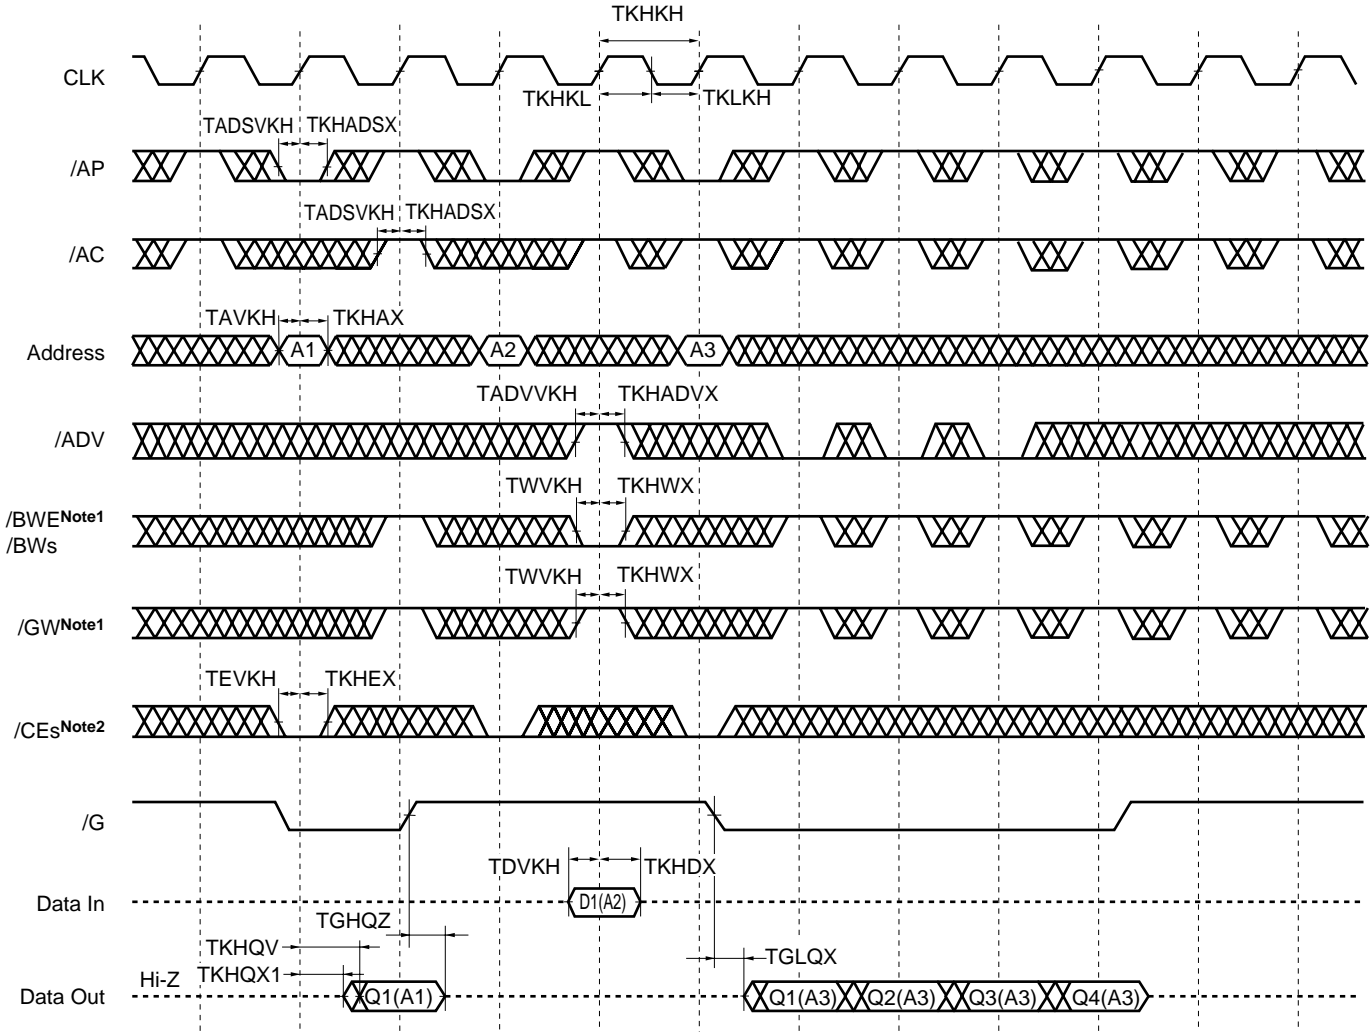 TKHKH
CLK
TKHKL
TKLKH
TADSVKH
TKHADSX
/AP
TADSVKH
TKHADSX
/AC
TAVKH
TKHAX
Address
A1
A2
A3
TADVVKH
TKHADVX
/ADV
TWVKH
TKHWX
/BWENote1
/BWs
TWVKH
TKHWX
/GWNote1
TEVKH
TKHEX
/CEsNote2
/G
TDVKH
TKHDX
Data In
D1(A2)
TGHQZ
TKHQV
TGLQX
TKHQX1
Hi-Z
Data Out
Q1(A1)
Q1(A3)
Q2(A3)
Q3(A3)
Q4(A3)